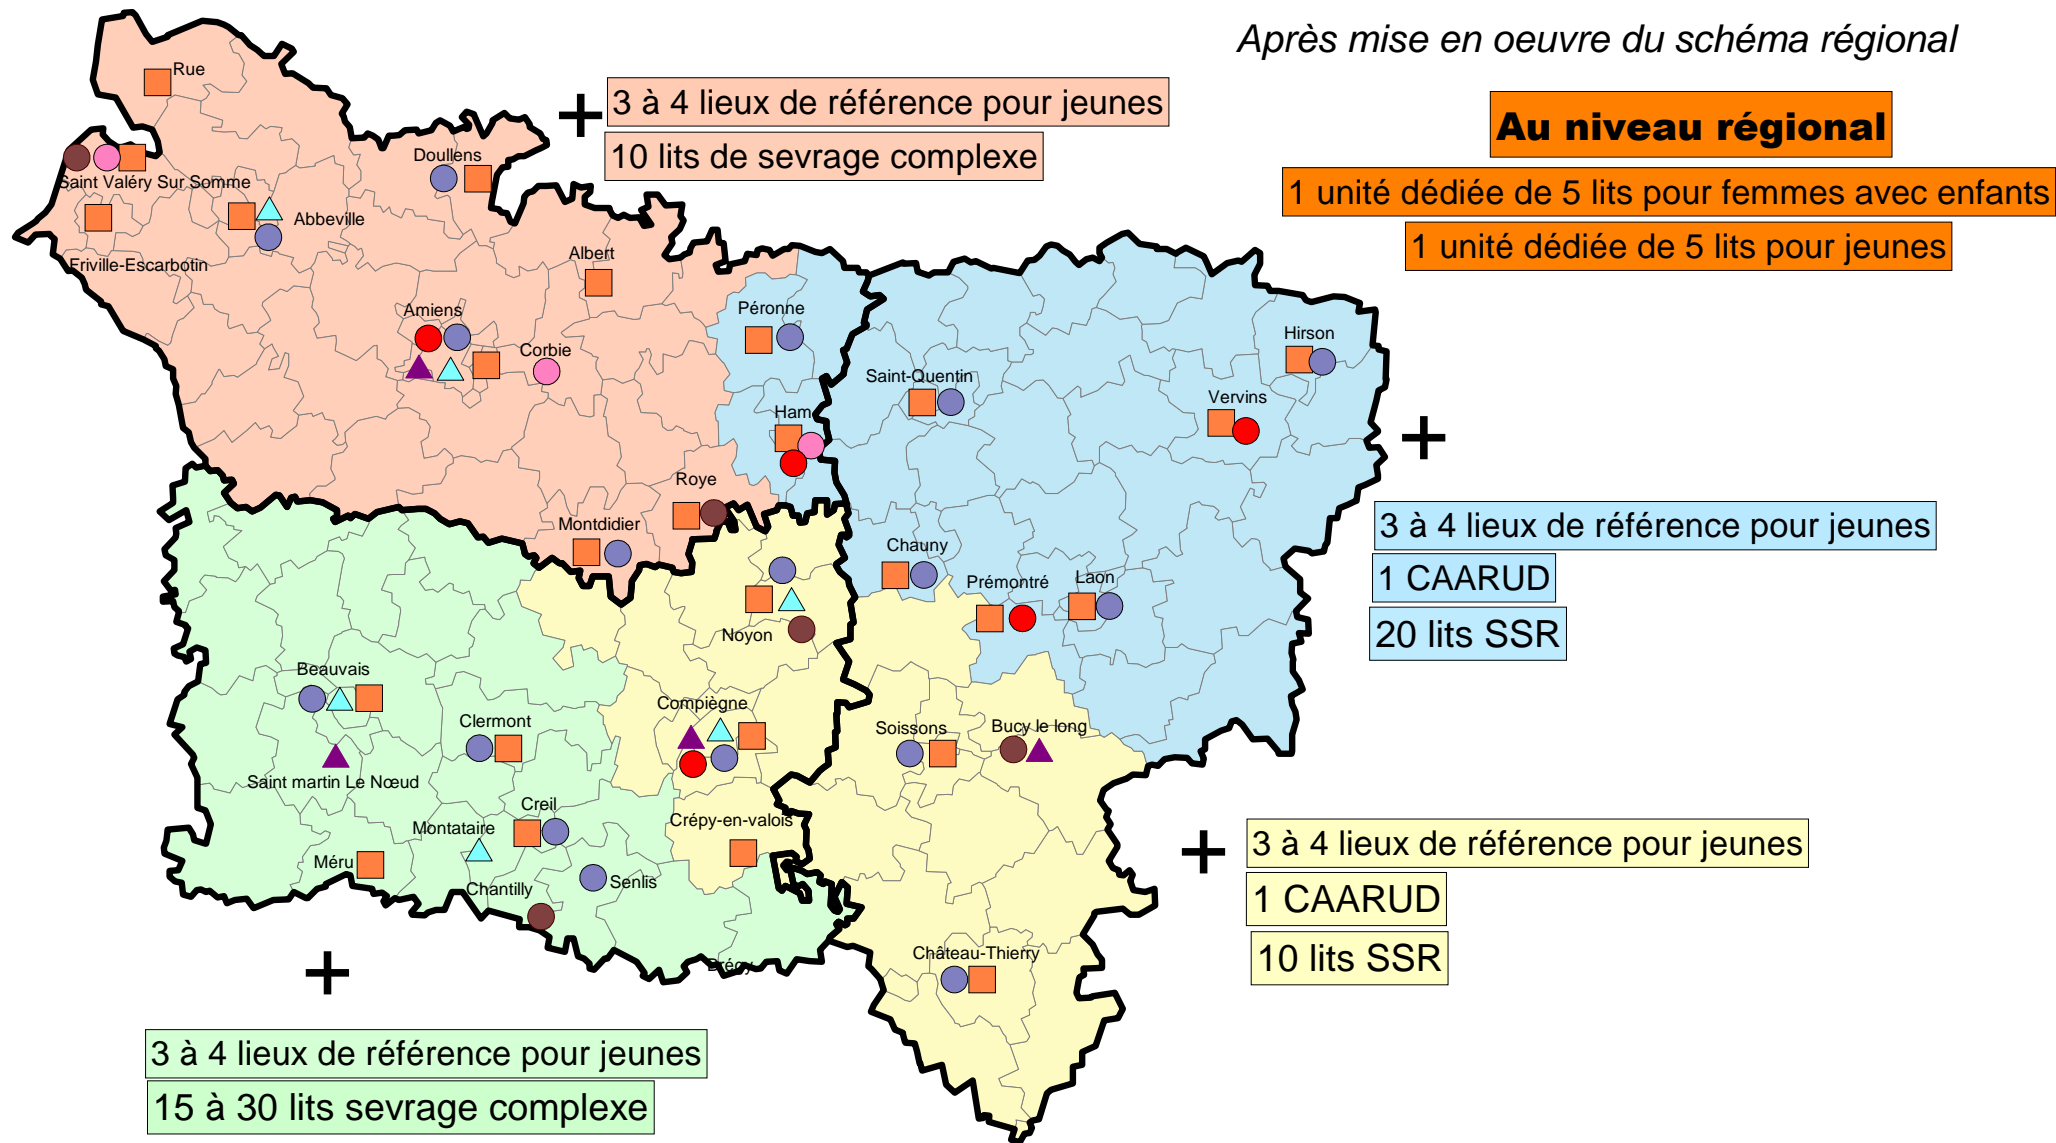 Après mise en oeuvre du schéma régional
Au niveau régional
1 unité dédiée de 5 lits pour femmes avec enfants
1 unité dédiée de 5 lits pour jeunes
+
3 à 4 lieux de référence pour jeunes
10 lits de sevrage complexe
Rue
Doullens
Saint Valéry Sur Somme
Abbeville
Friville-Escarbotin
Albert
Amiens
Corbie
Péronne
Ham
Roye
Montdidier
Saint-Quentin
Hirson
Vervins
Chauny
Prémontré
Laon
+
3 à 4 lieux de référence pour jeunes
1 CAARUD
20 lits SSR
Noyon
Compiègne
Crépy-en-valois
Soissons
Bucy le long
Château-Thierry
+
3 à 4 lieux de référence pour jeunes
1 CAARUD
10 lits SSR
Beauvais
Clermont
Saint martin Le Nœud
Creil
Montataire
Méru
Chantilly
Senlis
Brégy
+
3 à 4 lieux de référence pour jeunes
15 à 30 lits sevrage complexe